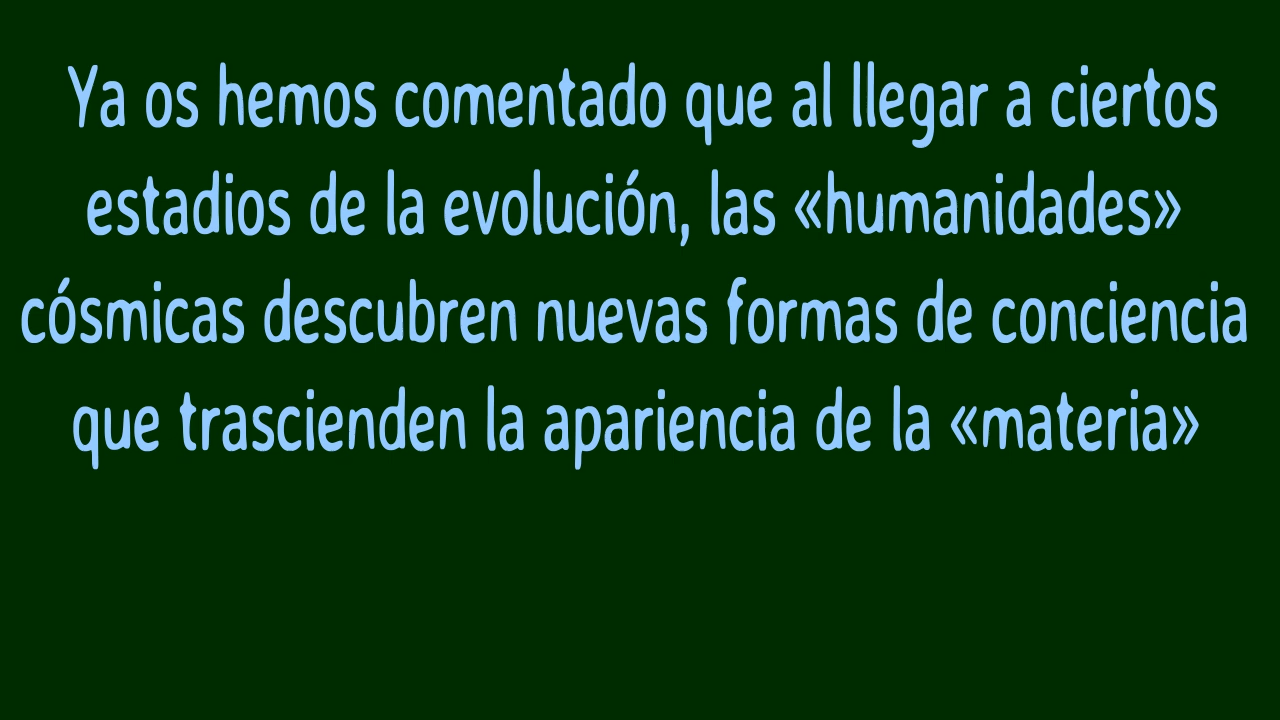 Ya os hemos comentado que al llegar a ciertos
estadios de la evolución, las «humanidades»
cósmicas descubren nuevas formas de conciencia
que trascienden la apariencia de la «materia»